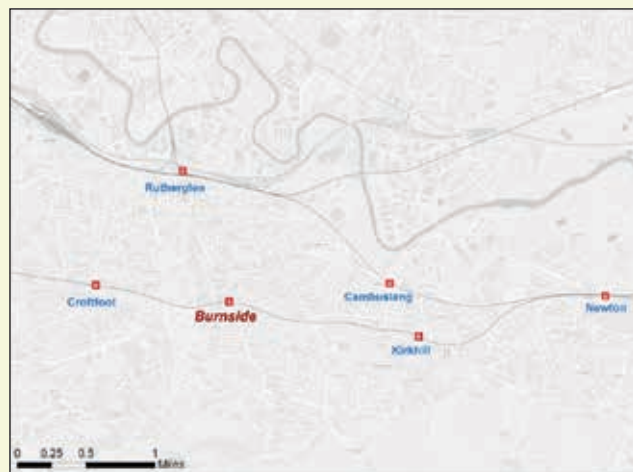 Rutherglen
Croftfoot
Burnside
Cambuslang
Kirkhill
Newton
0 0.25 0.5 1
Miles